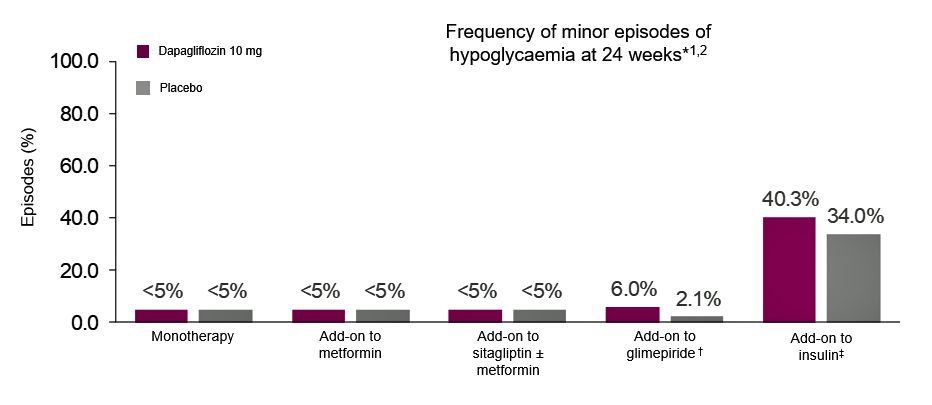 Frequency of minor episodes of
hypoglycaemia at 24 weeks*1,2
Dapagliflozin 10 mg
Placebo
Episodes (%)
100.0
80.0
60.0
40.0
20.0
0.0
<5% <5% <5% <5% <5% <5% 6.0% 2.1% 40.3% 34.0%
Monotherapy
Add-on to
metformin
Add-on to
sitagliptin ±
metformin
Add-on to
glimepiride †
Add-on to
insulin‡